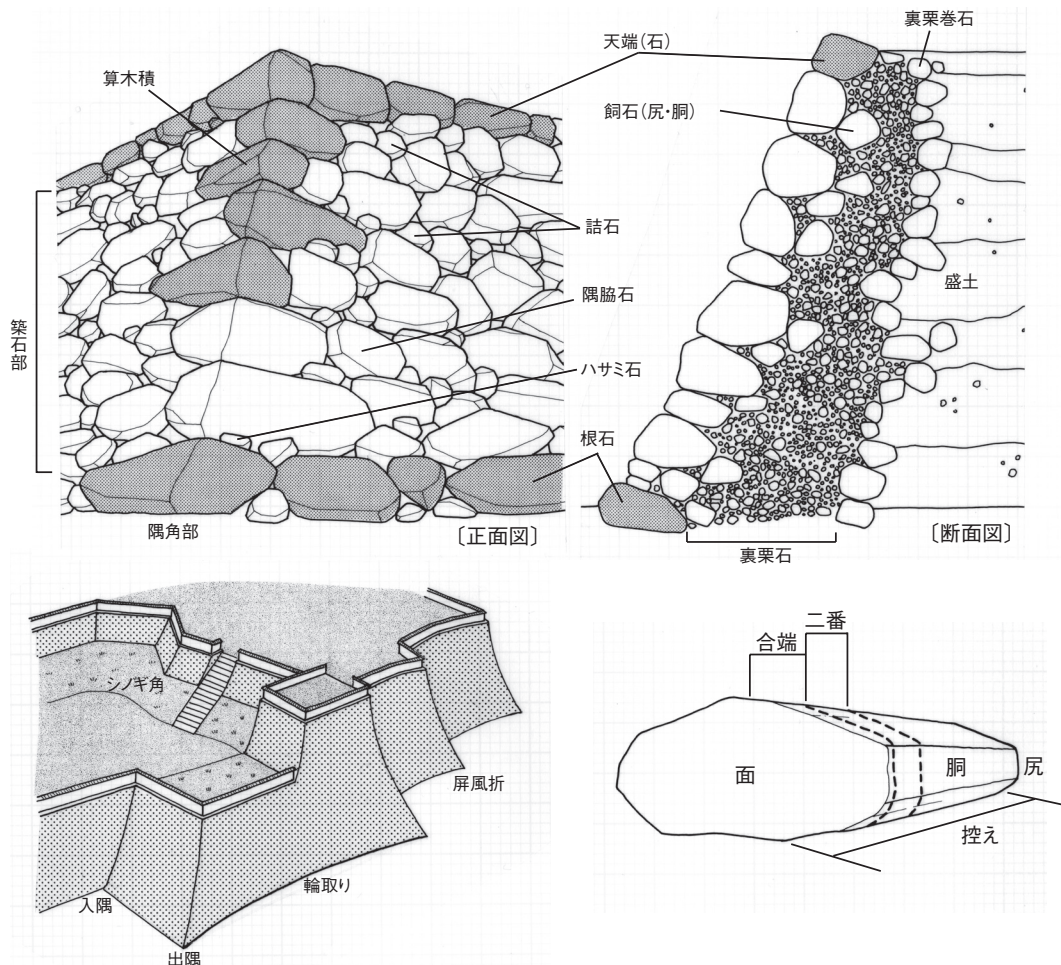 裏栗巻石
天端(石)
算木積
飼石(尻・胴)
詰石
盛土
隅脇石
築石部
ハサミ石
根石
隅角部
〔正面図〕
〔断面図〕
裏栗石
二番
合端
シノギ角
面
胴
尻
屏風折
控え
輪取り
入隅
出隅